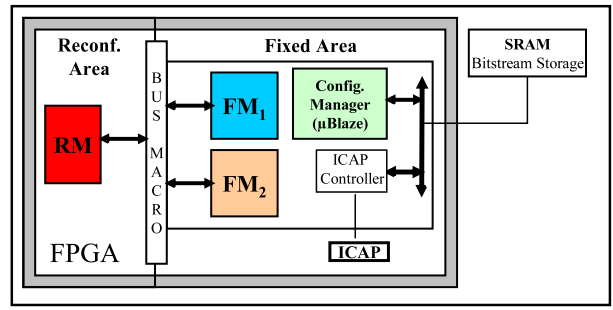 Reconf.
Area
Fixed Area
BUS MACRO
RM
FM1
FM2
Config.
Manager
(µBlaze)
ICAP
Controller
ICAP
SRAM
Bitstream Storage
FPGA